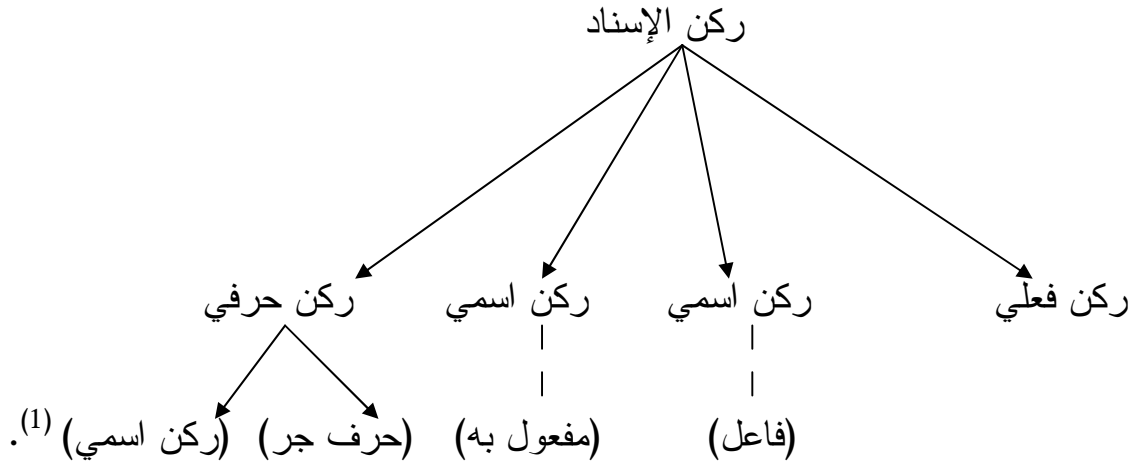 ركن الإسناد
ركن فعلي ركن اسمي ركن اسمي ركن حرفي
(فاعل) (مفعول به) (حرف جر) (ركن اسمي) (1).